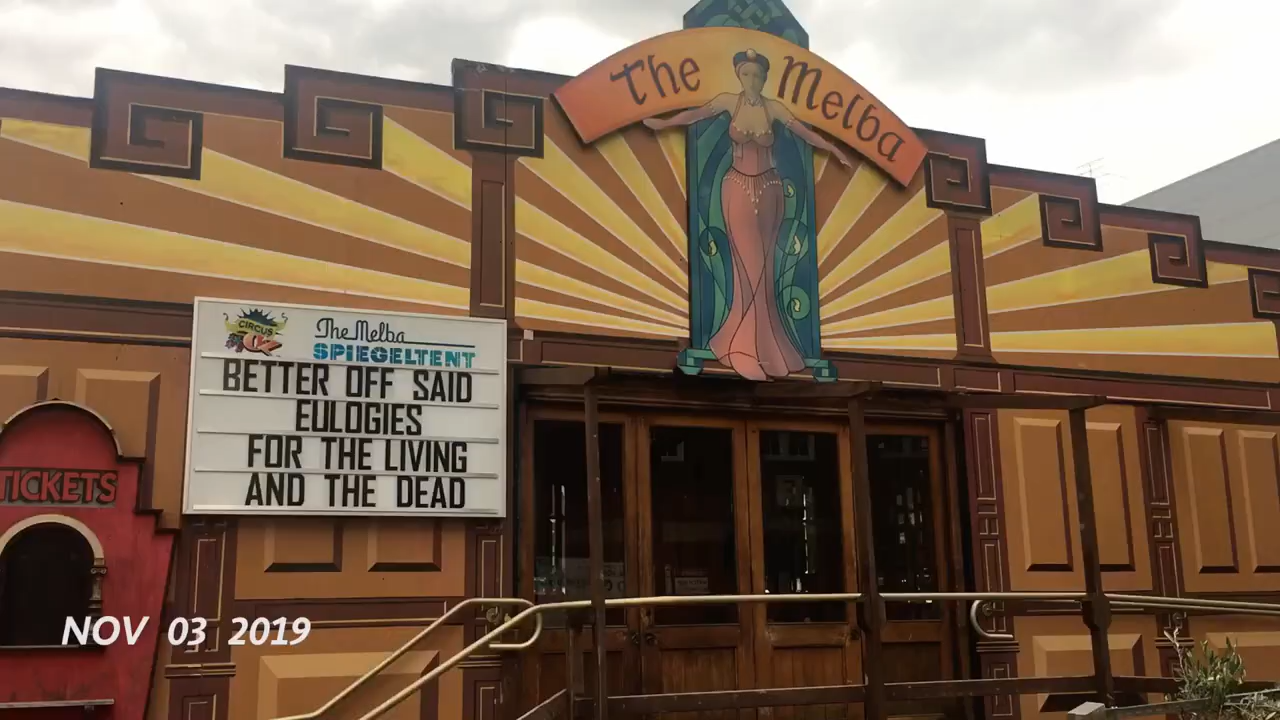 The Melba
CIRCUS
OZ
The Melba
SPIEGELTENT
BETTER OFF SAID
EULOGIES
FOR THE LIVING
AND THE DEAD
TICKETS
NOV 03 2019